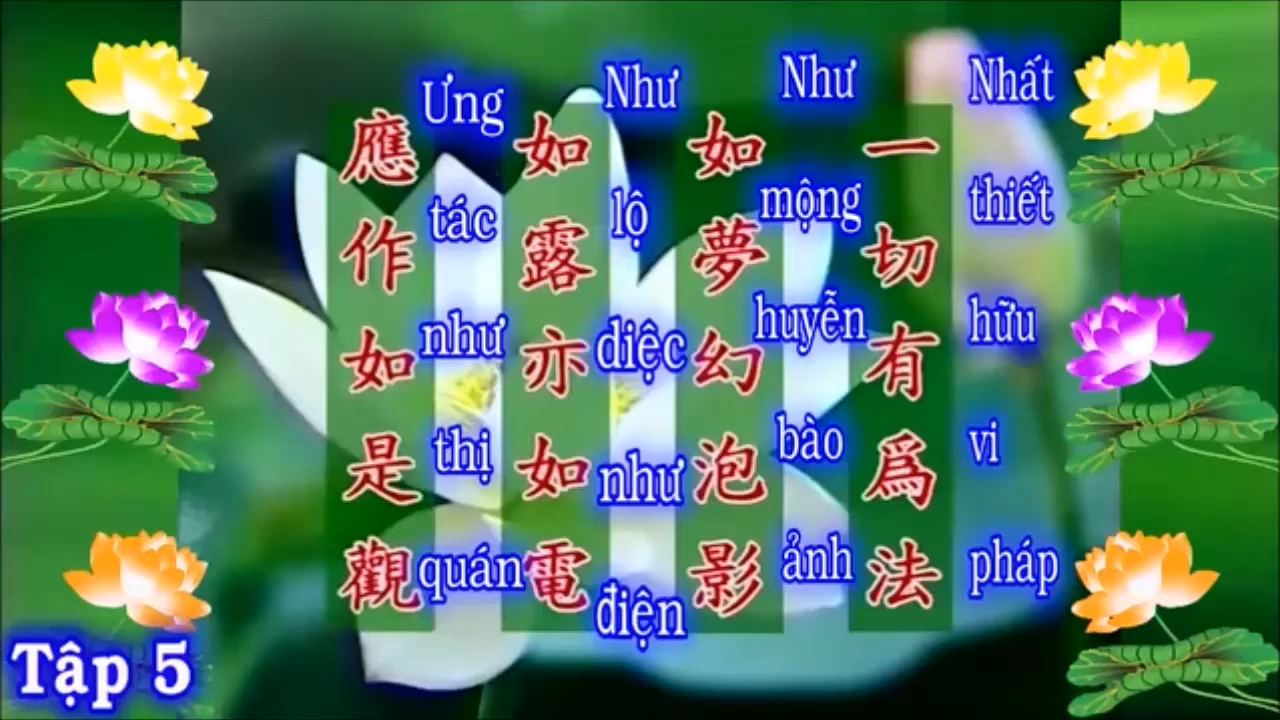 一切有爲法
Nhất thiết hữu vi pháp
如夢幻泡影
Như mộng huyễn bào ảnh
如露亦如電
Như lộ diệc như điện
應作如是觀
Ưng tác như thị quán
Tập 5